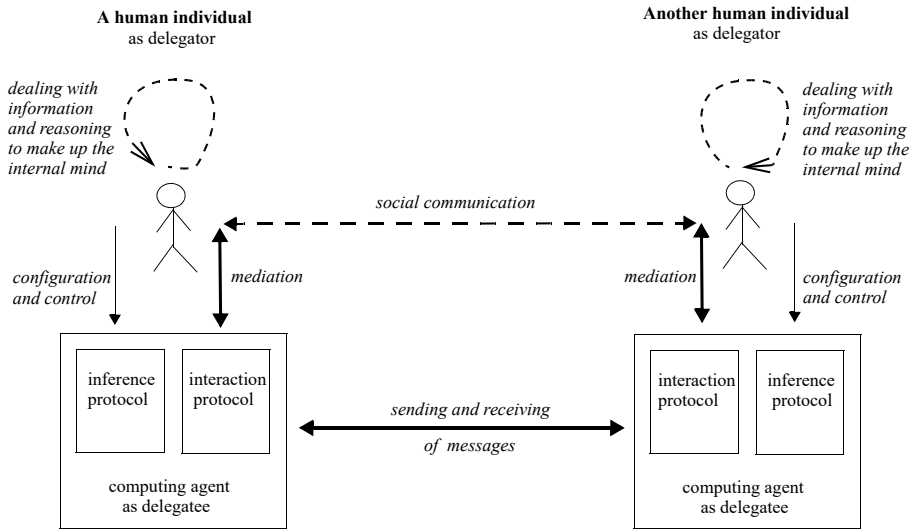 A human individual
as delegator
Another human individual
as delegator
dealing with
information
and reasoning
to make up the
internal mind
dealing with
information
and reasoning
to make up the
internal mind
social communication
configuration
and control
mediation
mediation
configuration
and control
inference
protocol
interaction
protocol
sending and receiving
of messages
interaction
protocol
inference
protocol
computing agent
as delegatee
computing agent
as delegatee